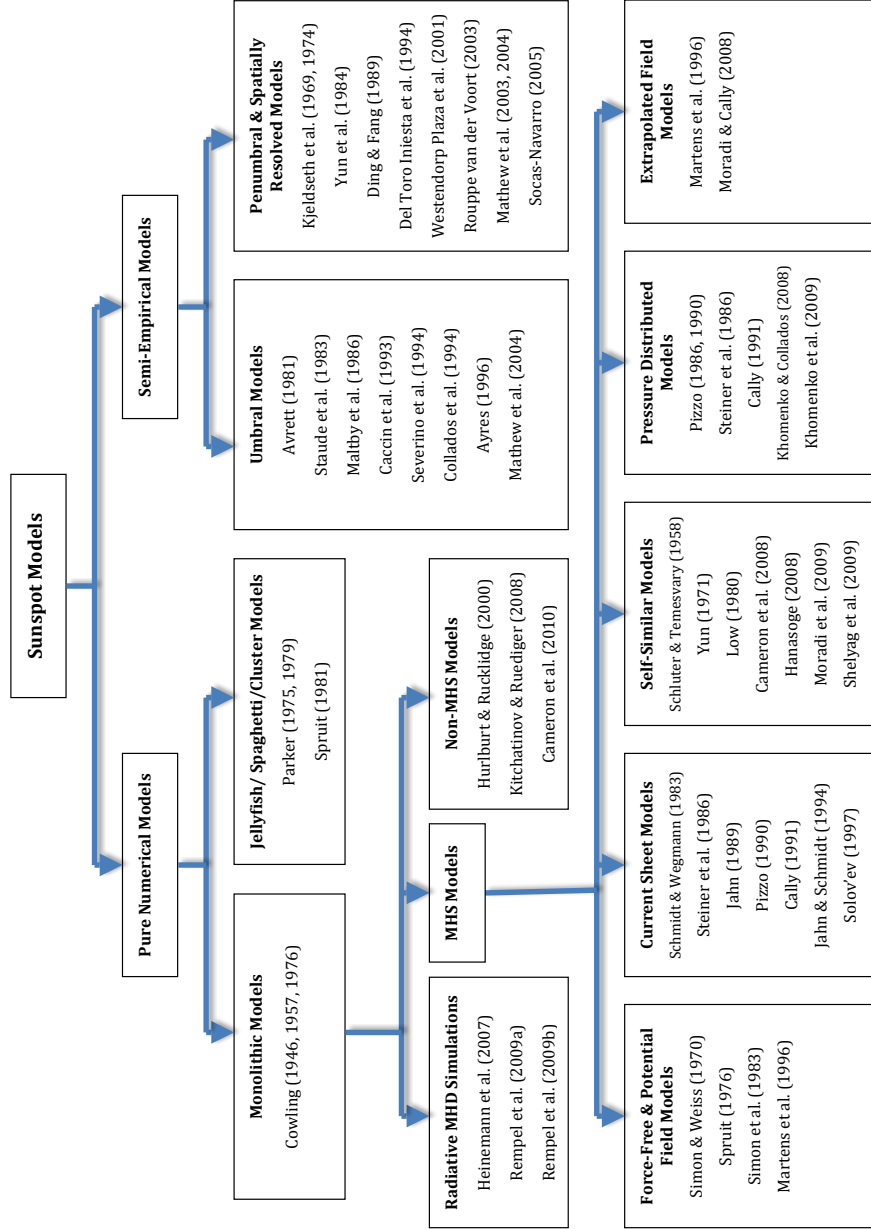 Sunspot Models
Pure Numerical Models
Semi-Empirical Models
Monolithic Models
Cowling (1946, 1957, 1976)
Jellyfish/ Spaghetti/Cluster Models
Parker (1975, 1979)
Spruit (1981)
Umbral Models
Avrett (1981)
Staude et al. (1983)
Maltby et al. (1986)
Caccin et al. (1993)
Severino et al. (1994)
Collados et al. (1994)
Ayres (1996)
Mathew et al. (2004)
Penumbral & Spatially
Resolved Models
Kjeldseth et al. (1969, 1974)
Yun et al. (1984)
Ding & Fang (1989)
Del Toro Iniesta et al. (1994)
Westendorp Plaza et al. (2001)
Rouppe van der Voort (2003)
Mathew et al. (2003, 2004)
Socas-Navarro (2005)
Radiative MHD Simulations
Heinemann et al. (2007)
Rempel et al. (2009a)
Rempel et al. (2009b)
MHS Models
Non-MHS Models
Hurlburt & Rucklidge (2000)
Kitchatinov & Ruediger (2008)
Cameron et al. (2010)
Force-Free & Potential
Field Models
Simon & Weiss (1970)
Spruit (1976)
Simon et al. (1983)
Martens et al. (1996)
Current Sheet Models
Schmidt & Wegmann (1983)
Steiner et al. (1986)
Jahn (1989)
Pizzo (1990)
Cally (1991)
Jahn & Schmidt (1994)
Solov'ev (1997)
Self-Similar Models
Schluter & Temesvary (1958)
Yun (1971)
Low (1980)
Cameron et al. (2008)
Hanasoge (2008)
Moradi et al. (2009)
Shelyag et al. (2009)
Pressure Distributed
Models
Pizzo (1986, 1990)
Steiner et al. (1986)
Cally (1991)
Khomenko & Collados (2008)
Khomenko et al. (2009)
Extrapolated Field
Models
Martens et al. (1996)
Moradi & Cally (2008)